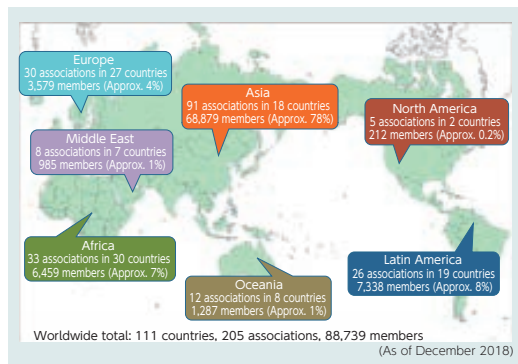 Europe
30 associations in 27 countries
3,579 members (Approx. 4%)
Asia
91 associations in 18 countries
68,879 members (Approx. 78%)
North America
5 associations in 2 countries
212 members (Approx. 0.2%)
Middle East
8 associations in 7 countries
985 members (Approx. 1%)
Africa
33 associations in 30 countries
6,459 members (Approx. 7%)
Oceania
12 associations in 8 countries
1,287 members (Approx. 1%)
Latin America
26 associations in 19 countries
7,338 members (Approx. 8%)
Worldwide total: 111 countries, 205 associations, 88,739 members
(As of December 2018)